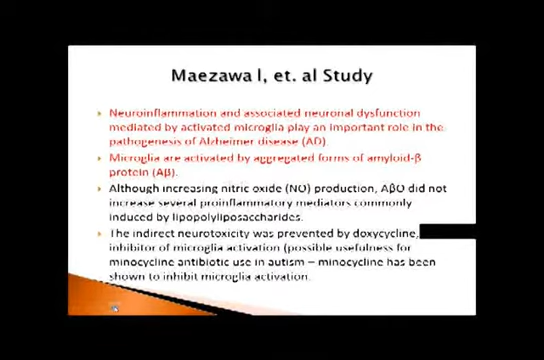 Maezawa I, et. al Study
Neuroinflammation and associated neuronal dysfunction
mediated by activated microglia play an important role in the
pathogenesis of Alzheimer disease (AD).
Microglia are activated by aggregated forms of amyloid-β
protein (Aβ).
Although increasing nitric oxide (NO) production, AβO did not
increase several proinflammatory mediators commonly
induced by lipopolyliposaccharides.
The indirect neurotoxicity was prevented by doxycycline,
inhibitor of microglia activation (possible usefulness for
minocycline antibiotic use in autism – minocycline has been
shown to inhibit microglia activation.